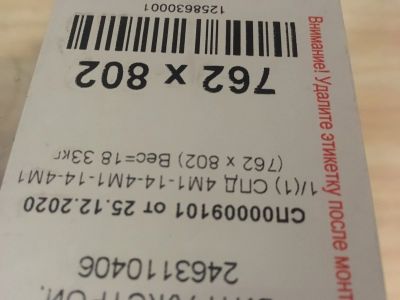 2463110406
СП00009101 от 25.12.2020
1/(1) СПД 4М1-14-4М1-14-4М1
(762 x 802) Вес=18.33кг
762 x 802
1258630001
Внимание! Удалите этикетку после монт